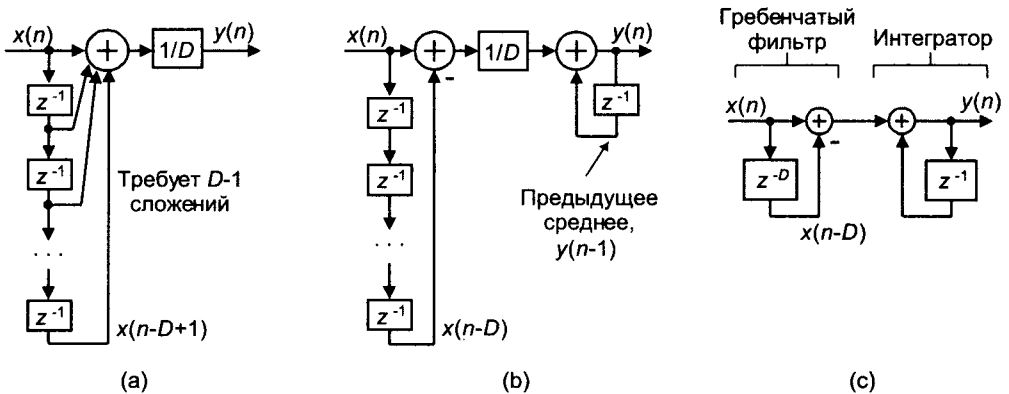 x(n)
1/D
y(n)
z⁻¹
z⁻¹
Требует D-1
сложений
. . .
z⁻¹
x(n-D+1)
(a)
x(n)
-
1/D
y(n)
z⁻¹
z⁻¹
z⁻¹
Предыдущее
среднее,
y(n-1)
. . .
z⁻¹
x(n-D)
(b)
Гребенчатый
фильтр
Интегратор
x(n)
y(n)
-
z⁻ᴰ
z⁻¹
x(n-D)
(c)